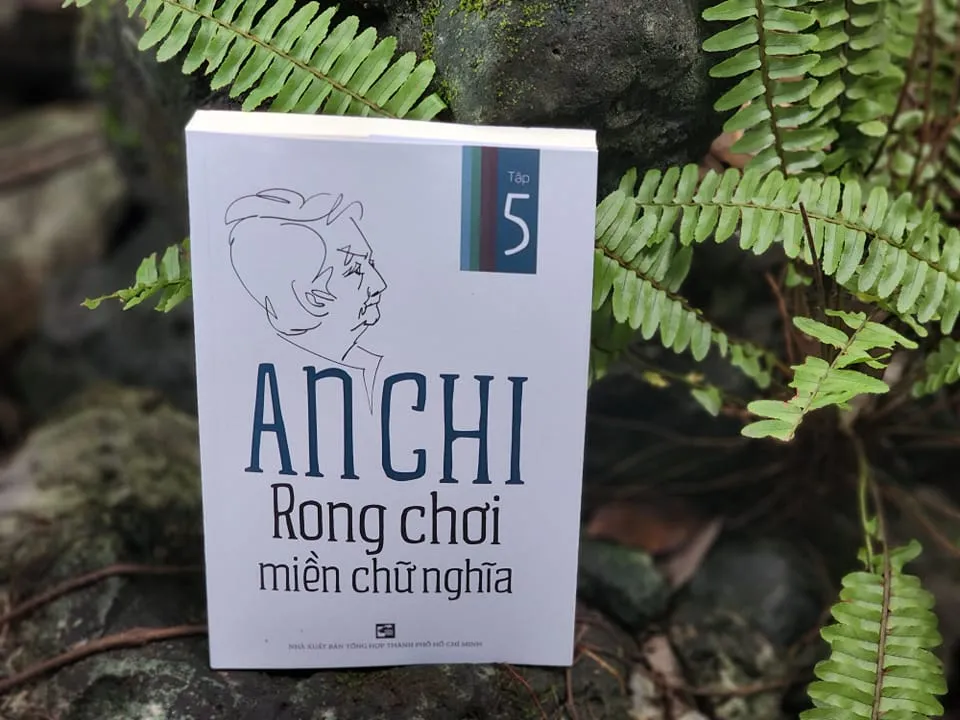 Tập
5
AN CHI
Rong chơi
miền chữ nghĩa
NHÀ XUẤT BẢN TỔNG HỢP THÀNH PHỐ HỒ CHÍ MINH